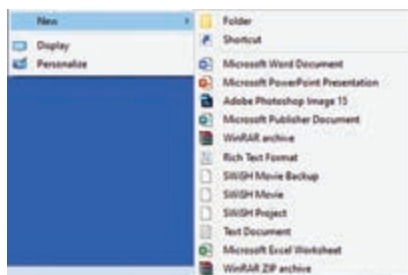 New
Display
Personalize
Folder
Shortcut
Microsoft Word Document
Microsoft PowerPoint Presentation
Adobe Photoshop Image 15
Microsoft Publisher Document
WinRAR archive
Rich Text Format
SWiSH Movie Backup
SWiSH Movie
SWiSH Project
Text Document
Microsoft Excel Worksheet
WinRAR ZIP archive